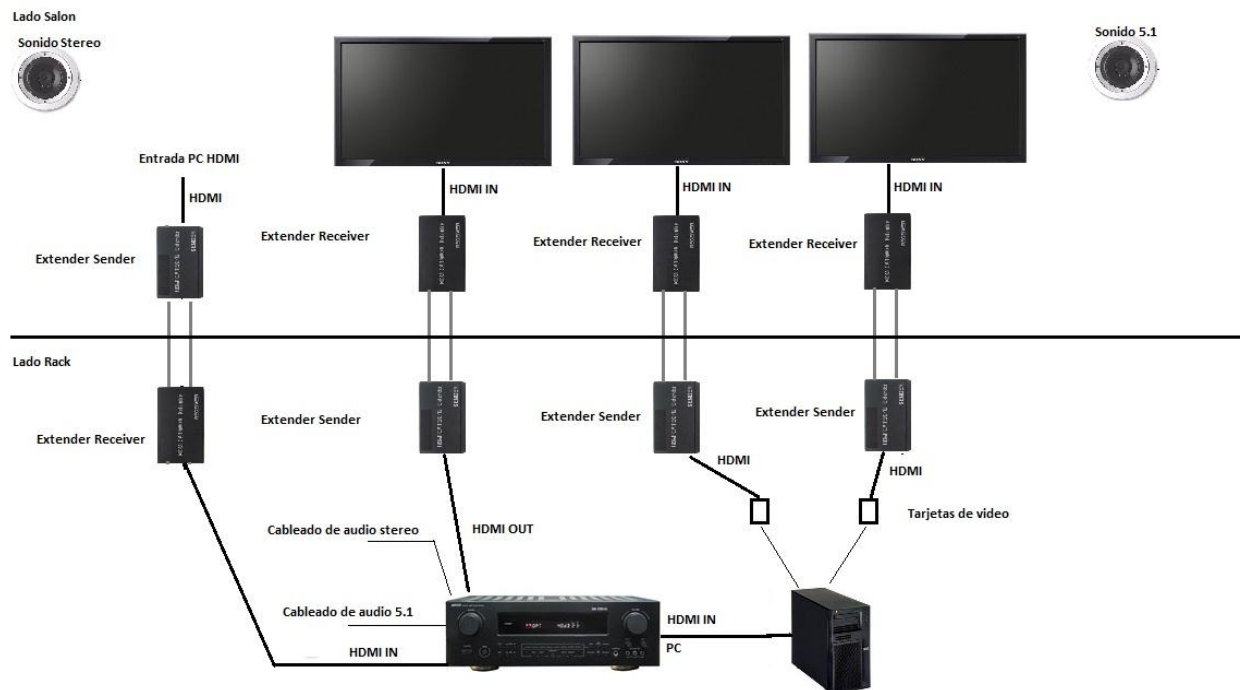 Lado Salon
Sonido Stereo
Sonido 5.1
Entrada PC HDMI
HDMI
HDMI IN
HDMI IN
HDMI IN
Extender Sender
Extender Receiver
Extender Receiver
Extender Receiver
Lado Rack
Extender Receiver
Extender Sender
Extender Sender
Extender Sender
HDMI
HDMI
Tarjetas de video
Cableado de audio stereo
HDMI OUT
Cableado de audio 5.1
HDMI IN
HDMI IN
PC